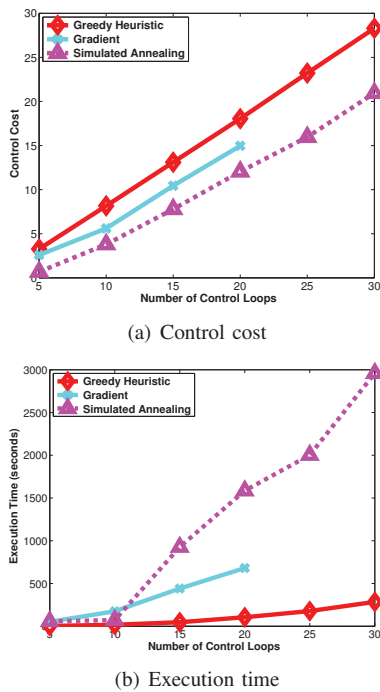 30
25
20
15
10
5
0
Control Cost
Greedy Heuristic
Gradient
Simulated Annealing
5 10 15 20 25 30
Number of Control Loops
(a) Control cost
3000
2500
2000
1500
1000
500
Execution Time (seconds)
Greedy Heuristic
Gradient
Simulated Annealing
5 10 15 20 25 30
Number of Control Loops
(b) Execution time